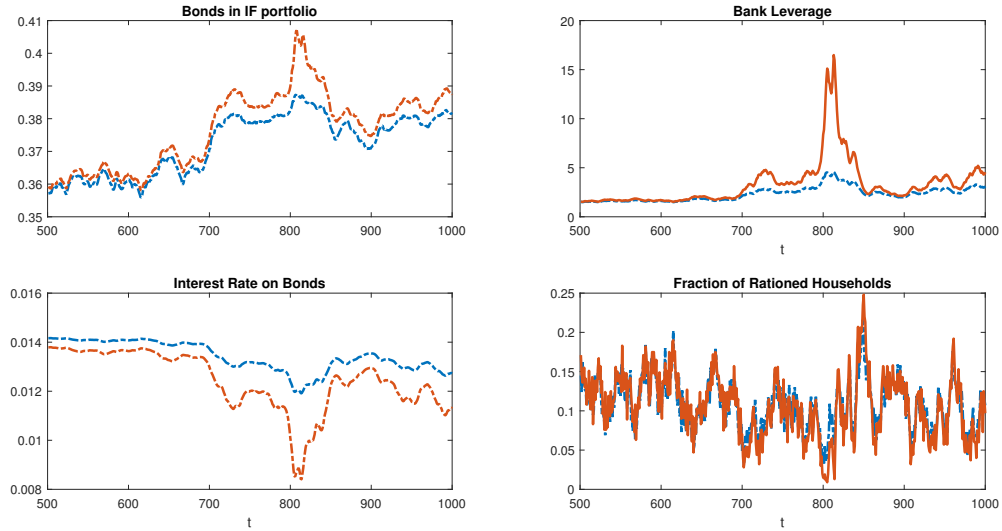 Bonds in IF portfolio
0.41
0.4
0.39
0.38
0.37
0.36
0.35
500 600 700 800 900 1000
Bank Leverage
20
15
10
5
0
500 600 700 800 900 1000
t
Interest Rate on Bonds
0.016
0.014
0.012
0.01
0.008
500 600 700 800 900 1000
t
Fraction of Rationed Households
0.25
0.2
0.15
0.1
0.05
0
500 600 700 800 900 1000
t